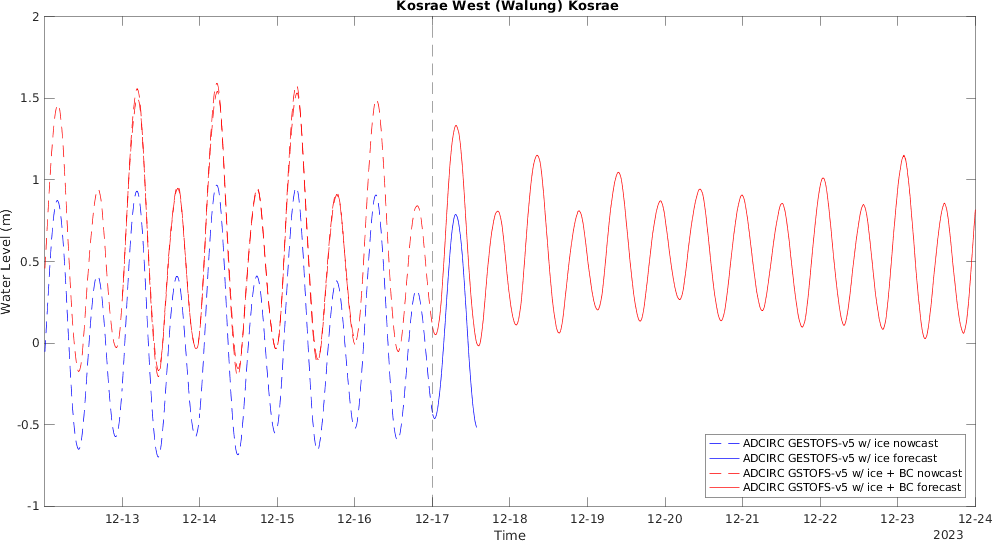 Kosrae West (Walung) Kosrae
2
1.5
1
0.5
0
-0.5
-1
Water Level (m)
ADCIRC GESTOFS-v5 w/ ice nowcast
ADCIRC GESTOFS-v5 w/ ice forecast
ADCIRC GSTOFS-v5 w/ ice + BC nowcast
ADCIRC GSTOFS-v5 w/ ice + BC forecast
12-13 12-14 12-15 12-16 12-17 12-18 12-19 12-20 12-21 12-22 12-23 12-24
Time
2023